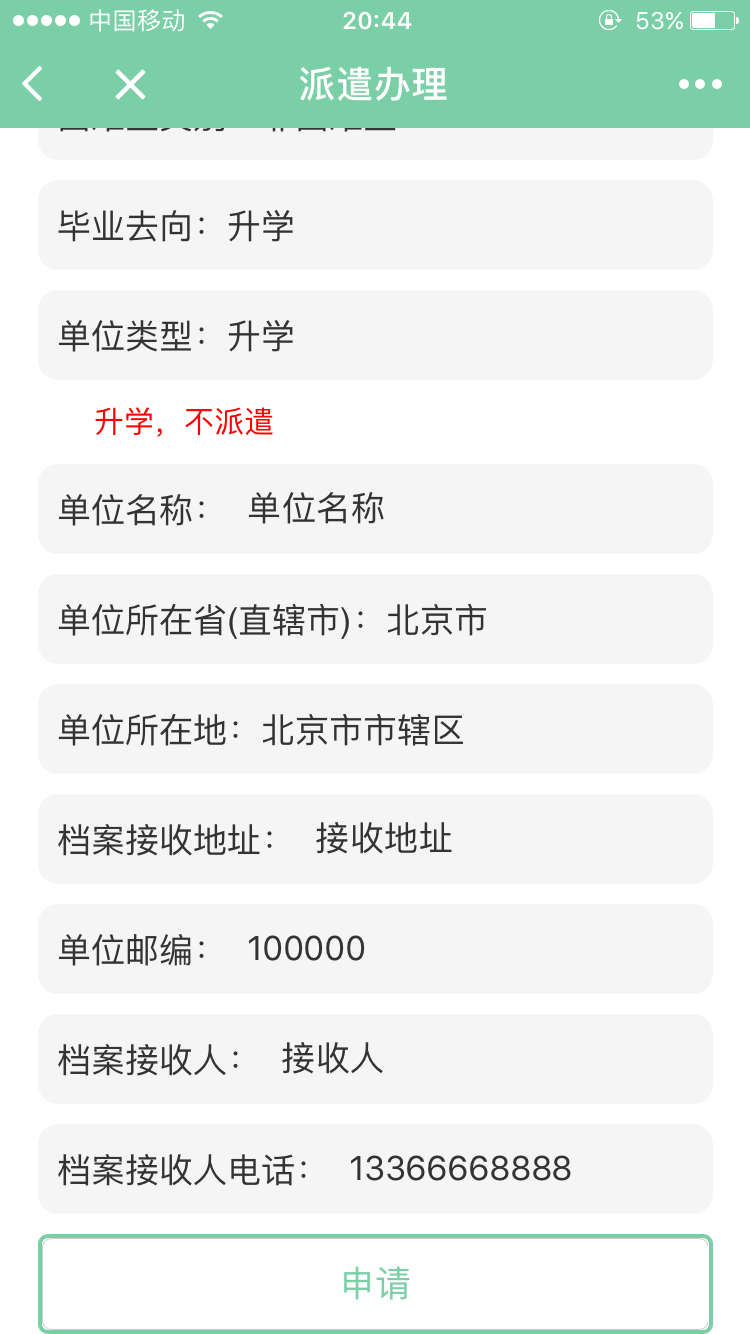 中国移动 20:44 53%
派遣办理
毕业去向：升学
单位类型：升学
升学，不派遣
单位名称： 单位名称
单位所在省(直辖市)：北京市
单位所在地：北京市市辖区
档案接收地址： 接收地址
单位邮编： 100000
档案接收人： 接收人
档案接收人电话： 13366668888
申请